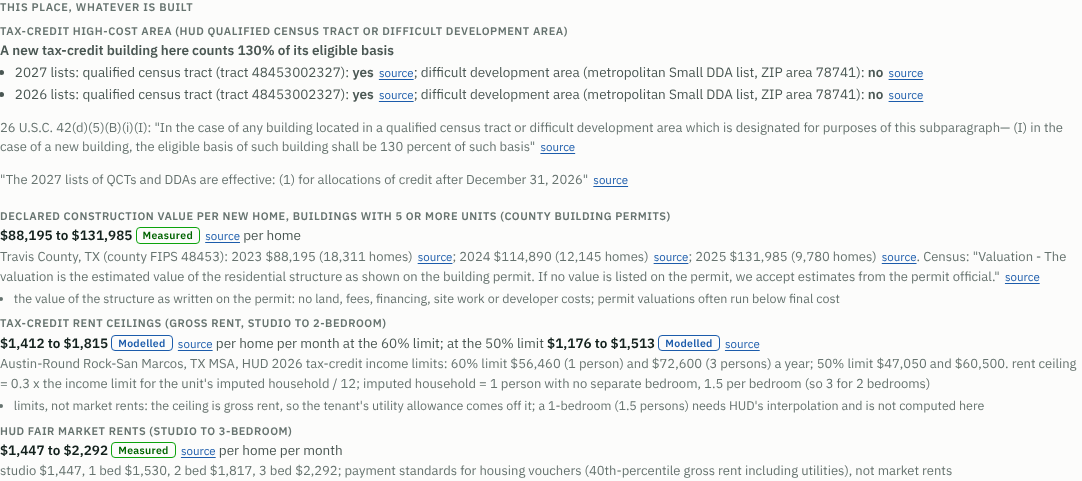 THIS PLACE, WHATEVER IS BUILT
TAX-CREDIT HIGH-COST AREA (HUD QUALIFIED CENSUS TRACT OR DIFFICULT DEVELOPMENT AREA)
A new tax-credit building here counts 130% of its eligible basis
• 2027 lists: qualified census tract (tract 48453002327): yes source; difficult development area (metropolitan Small DDA list, ZIP area 78741): no source
• 2026 lists: qualified census tract (tract 48453002327): yes source; difficult development area (metropolitan Small DDA list, ZIP area 78741): no source
26 U.S.C. 42(d)(5)(B)(i)(I): "In the case of any building located in a qualified census tract or difficult development area which is designated for purposes of this subparagraph— (I) in the
case of a new building, the eligible basis of such building shall be 130 percent of such basis" source
"The 2027 lists of QCTs and DDAs are effective: (1) for allocations of credit after December 31, 2026" source
DECLARED CONSTRUCTION VALUE PER NEW HOME, BUILDINGS WITH 5 OR MORE UNITS (COUNTY BUILDING PERMITS)
$88,195 to $131,985 Measured source per home
Travis County, TX (county FIPS 48453): 2023 $88,195 (18,311 homes) source; 2024 $114,890 (12,145 homes) source; 2025 $131,985 (9,780 homes) source. Census: "Valuation - The
valuation is the estimated value of the residential structure as shown on the building permit. If no value is listed on the permit, we accept estimates from the permit official." source
• the value of the structure as written on the permit: no land, fees, financing, site work or developer costs; permit valuations often run below final cost
TAX-CREDIT RENT CEILINGS (GROSS RENT, STUDIO TO 2-BEDROOM)
$1,412 to $1,815 Modelled source per home per month at the 60% limit; at the 50% limit $1,176 to $1,513 Modelled source
Austin-Round Rock-San Marcos, TX MSA, HUD 2026 tax-credit income limits: 60% limit $56,460 (1 person) and $72,600 (3 persons) a year; 50% limit $47,050 and $60,500. rent ceiling
= 0.3 x the income limit for the unit's imputed household / 12; imputed household = 1 person with no separate bedroom, 1.5 per bedroom (so 3 for 2 bedrooms)
• limits, not market rents: the ceiling is gross rent, so the tenant's utility allowance comes off it; a 1-bedroom (1.5 persons) needs HUD's interpolation and is not computed here
HUD FAIR MARKET RENTS (STUDIO TO 3-BEDROOM)
$1,447 to $2,292 Measured source per home per month
studio $1,447, 1 bed $1,530, 2 bed $1,817, 3 bed $2,292; payment standards for housing vouchers (40th-percentile gross rent including utilities), not market rents